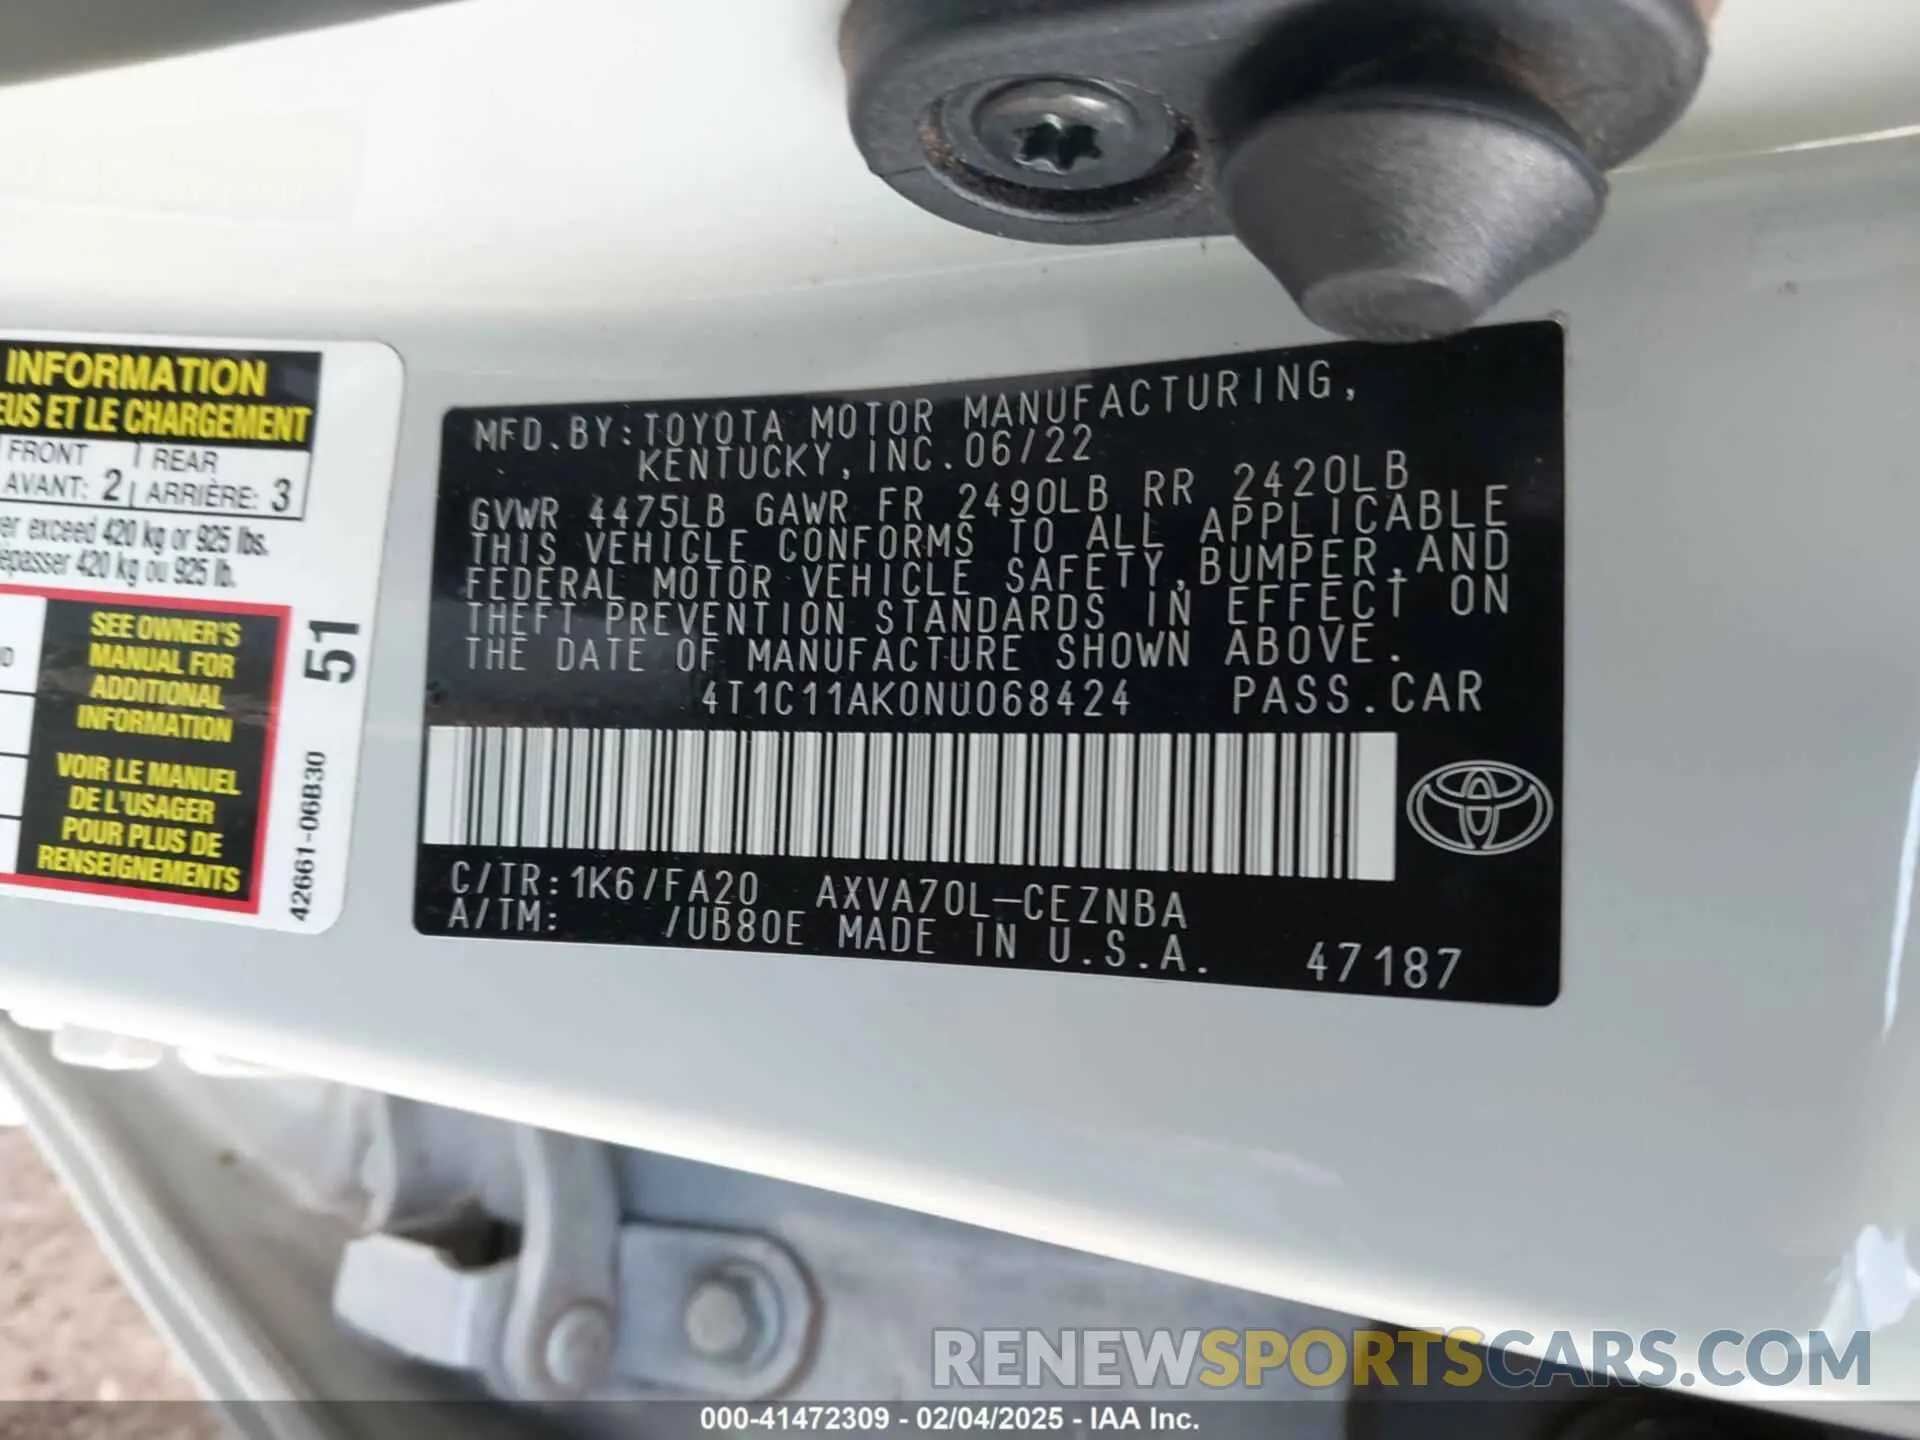 INFORMATION
EUS ET LE CHARGEMENT
FRONT | REAR
AVANT: 2 | ARRIÈRE: 3
er exceed 420 kg or 925 lbs.
épasser 420 kg ou 925 lb.
SEE OWNER'S
MANUAL FOR
ADDITIONAL
INFORMATION
VOIR LE MANUEL
DE L'USAGER
POUR PLUS DE
RENSEIGNEMENTS
51
42661-06B30
MFD.BY:TOYOTA MOTOR MANUFACTURING,
KENTUCKY, INC. 06/22
GVWR 4475LB GAWR FR 2490LB RR 2420LB
THIS VEHICLE CONFORMS TO ALL APPLICABLE
FEDERAL MOTOR VEHICLE SAFETY,BUMPER,AND
THEFT PREVENTION STANDARDS IN EFFECT ON
THE DATE OF MANUFACTURE SHOWN ABOVE.
4T1C11AK0NU068424 PASS.CAR
C/TR:1K6/FA20 AXVA70L-CEZNBA
A/TM: /UB80E MADE IN U.S.A. 47187
RENEWSPORTSCARS.COM
000-41472309 - 02/04/2025 - IAA Inc.